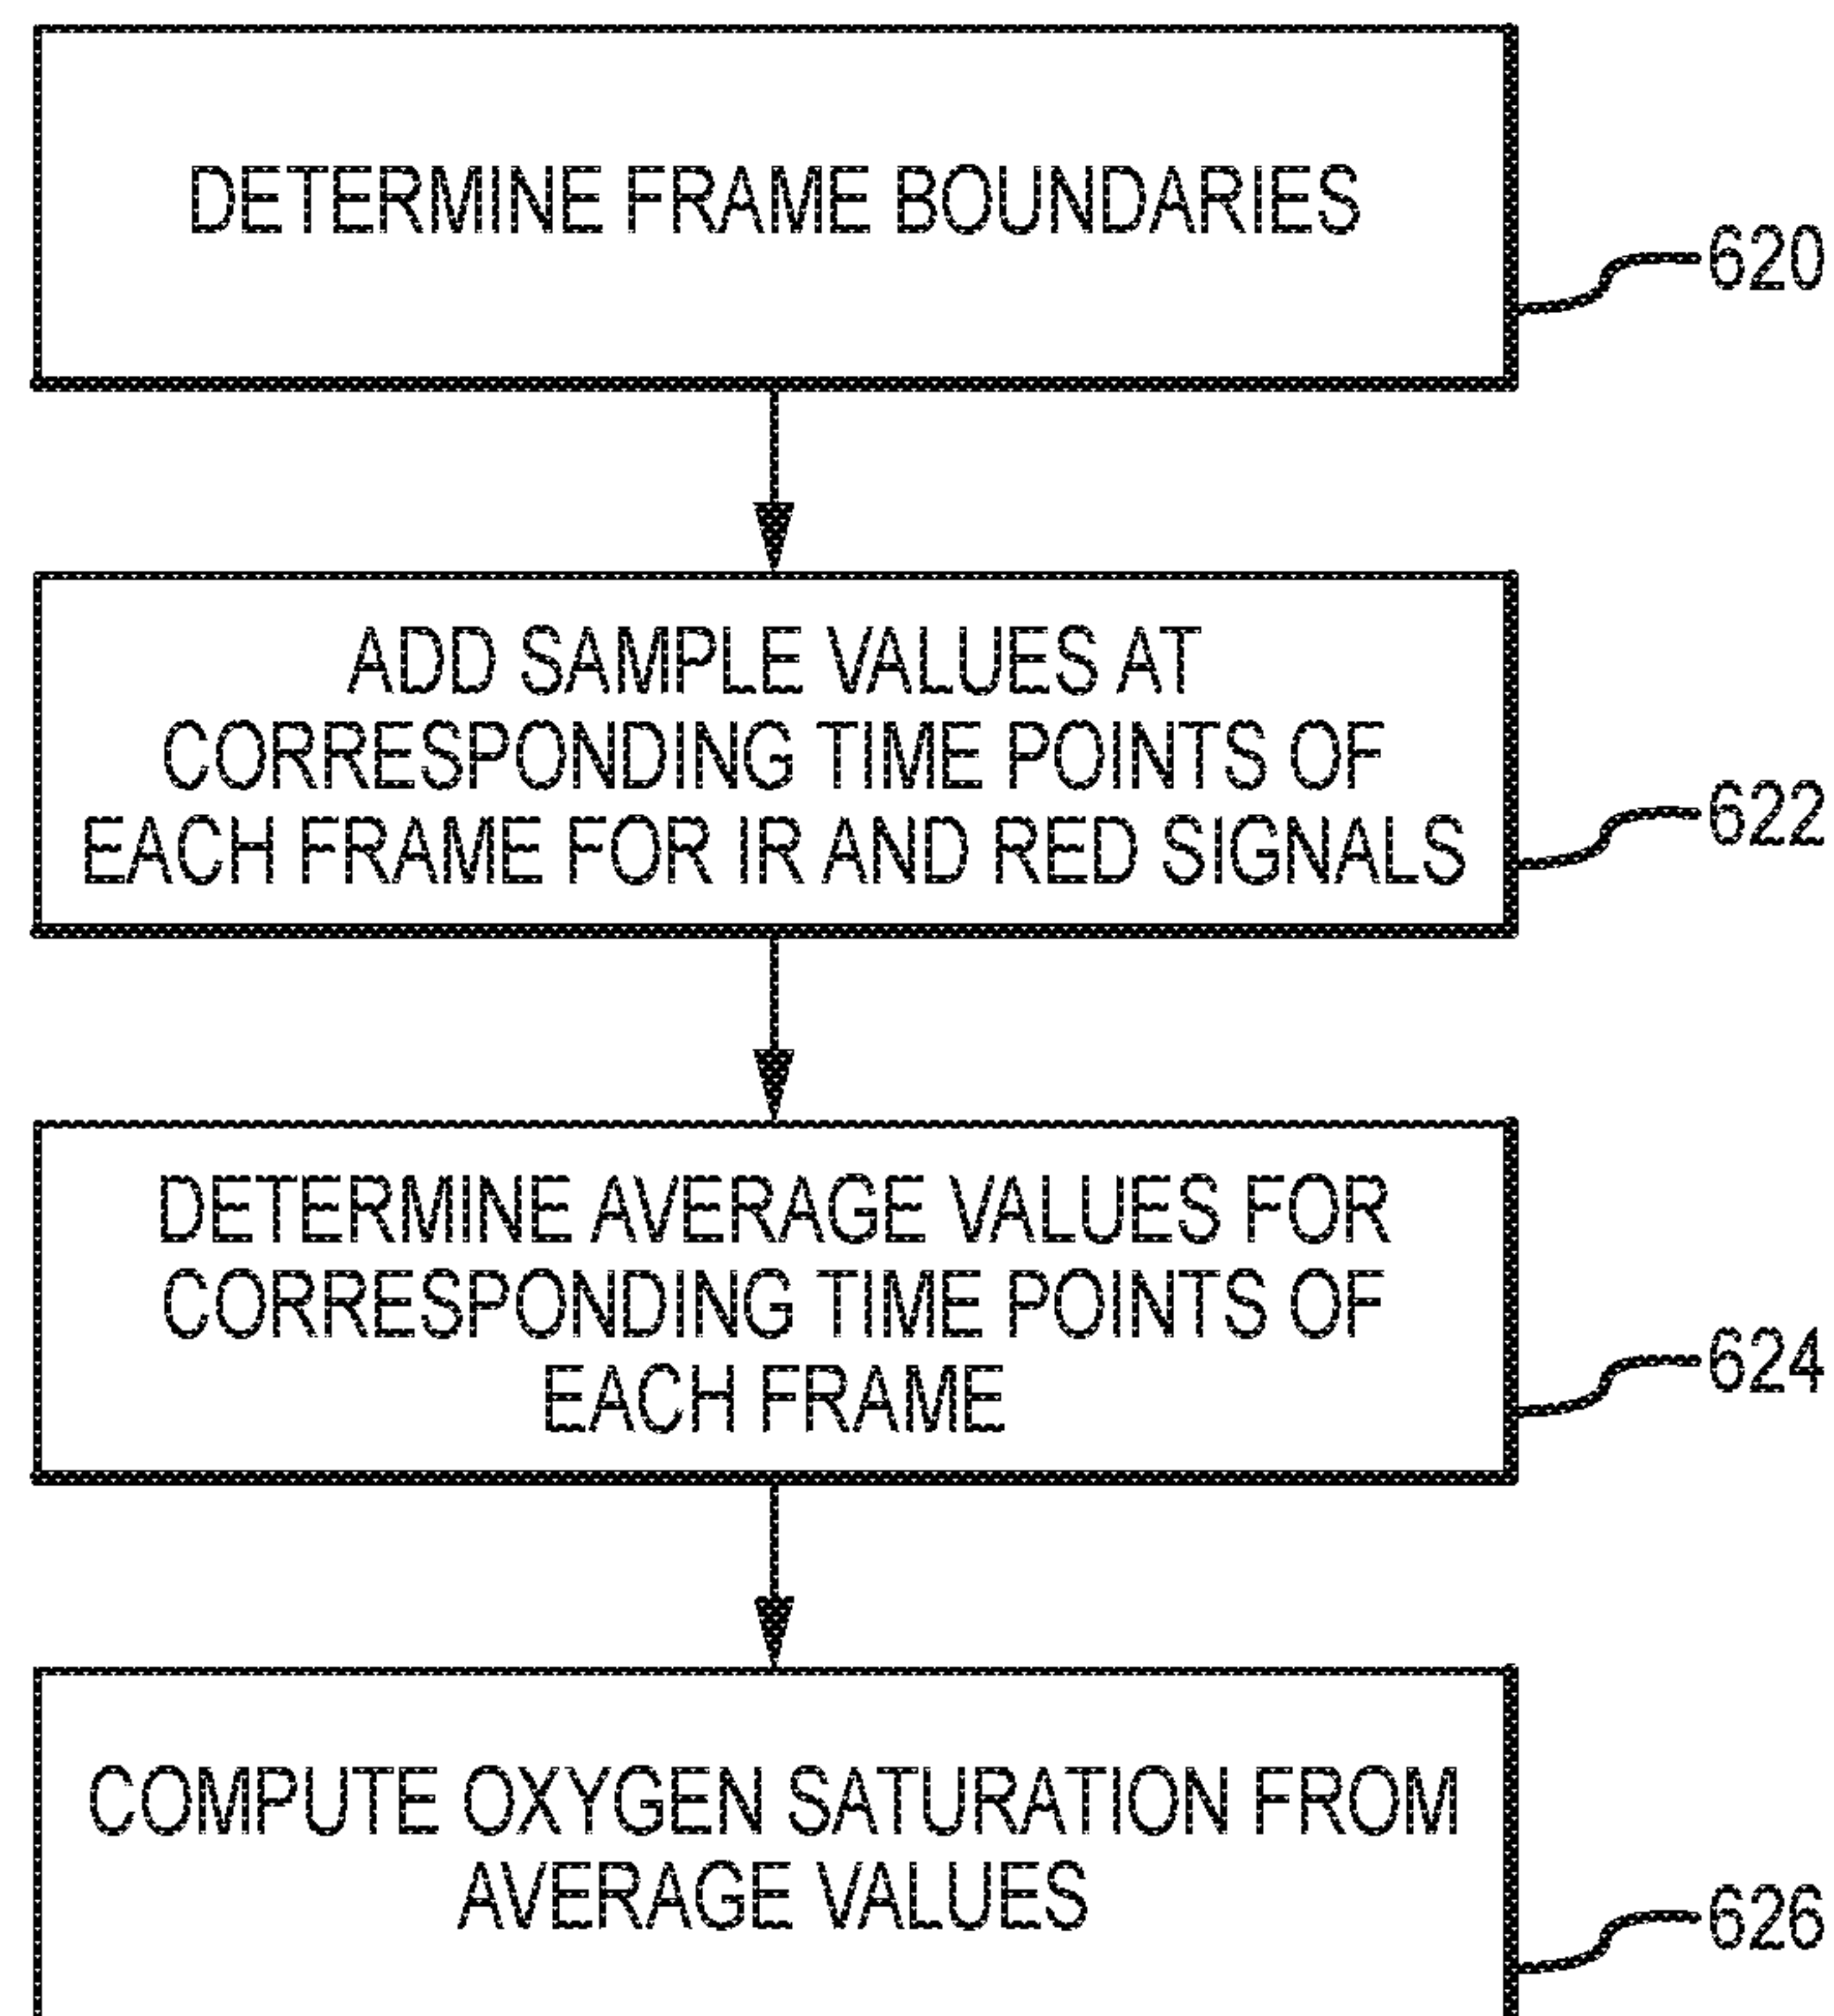 DETERMINE FRAME BOUNDARIES
620
ADD SAMPLE VALUES AT
CORRESPONDING TIME POINTS OF
EACH FRAME FOR IR AND RED SIGNALS
622
DETERMINE AVERAGE VALUES FOR
CORRESPONDING TIME POINTS OF
EACH FRAME
624
COMPUTE OXYGEN SATURATION FROM
AVERAGE VALUES
626